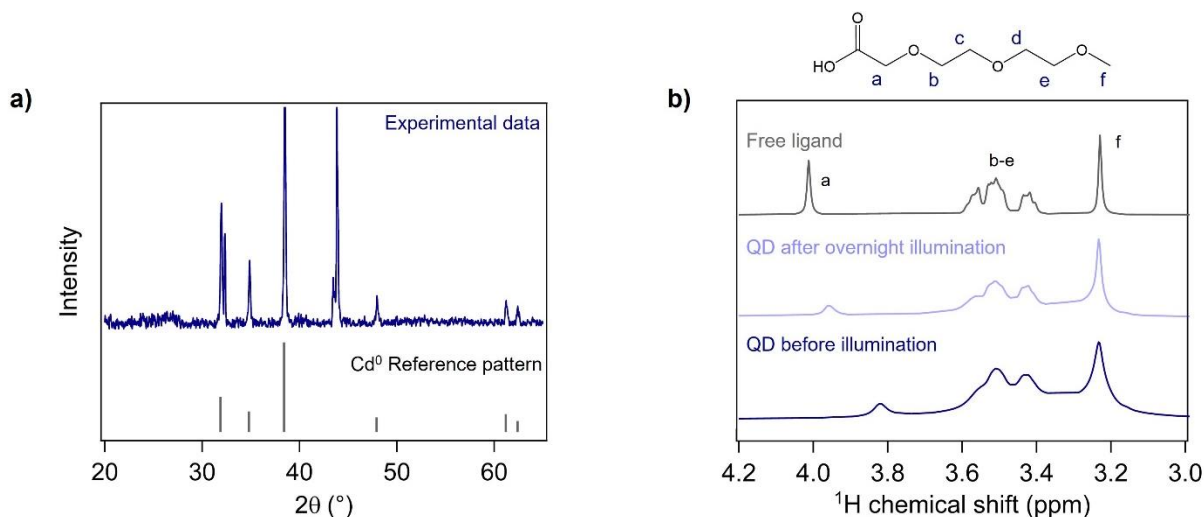 a)
Intensity
Experimental data
Cd⁰ Reference pattern
20 30 40 50 60
2θ (°)
b)
O
HO
O
O
O
a b c d e f
Free ligand
a
b-e
f
QD after overnight illumination
QD before illumination
4.2 4.0 3.8 3.6 3.4 3.2 3.0
¹H chemical shift (ppm)